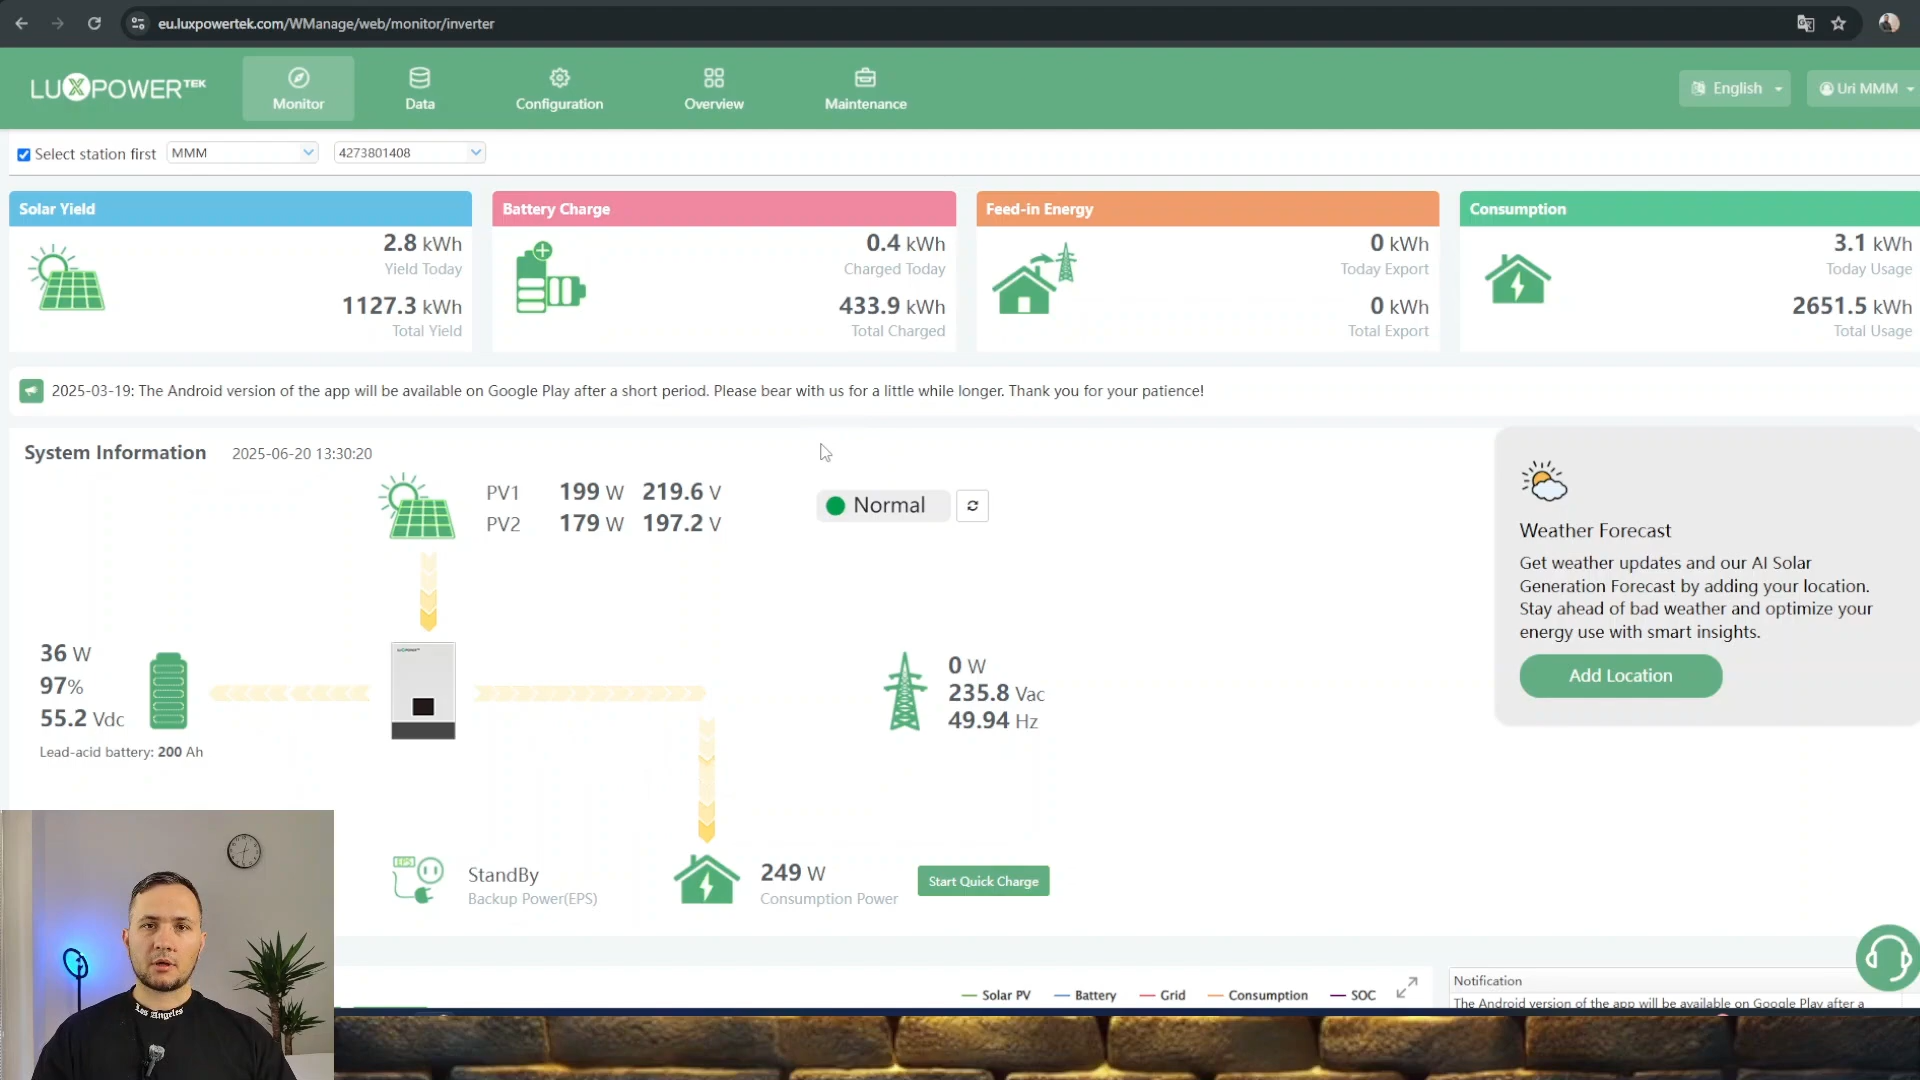 eu.luxpowertek.com/WManage/web/monitor/inverter
LUXPOWERTEK
Monitor
Data
Configuration
Overview
Maintenance
English
Uri MMM
Select station first
MMM
4273801408
Solar Yield
2.8 kWh
Yield Today
1127.3 kWh
Total Yield
Battery Charge
0.4 kWh
Charged Today
433.9 kWh
Total Charged
Feed-in Energy
0 kWh
Today Export
0 kWh
Total Export
Consumption
3.1 kWh
Today Usage
2651.5 kWh
Total Usage
2025-03-19: The Android version of the app will be available on Google Play after a short period. Please bear with us for a little while longer. Thank you for your patience!
System Information 2025-06-20 13:30:20
PV1 199 W 219.6 V
PV2 179 W 197.2 V
Normal
36 W
97%
55.2 Vdc
Lead-acid battery: 200 Ah
0 W
235.8 Vac
49.94 Hz
EPS
StandBy
Backup Power(EPS)
249 W
Consumption Power
Start Quick Charge
Weather Forecast
Get weather updates and our AI Solar
Generation Forecast by adding your location.
Stay ahead of bad weather and optimize your
energy use with smart insights.
Add Location
Solar PV
Battery
Grid
Consumption
SOC
Notification
The Android version of the app will be available on Google Play after a
Los Angeles